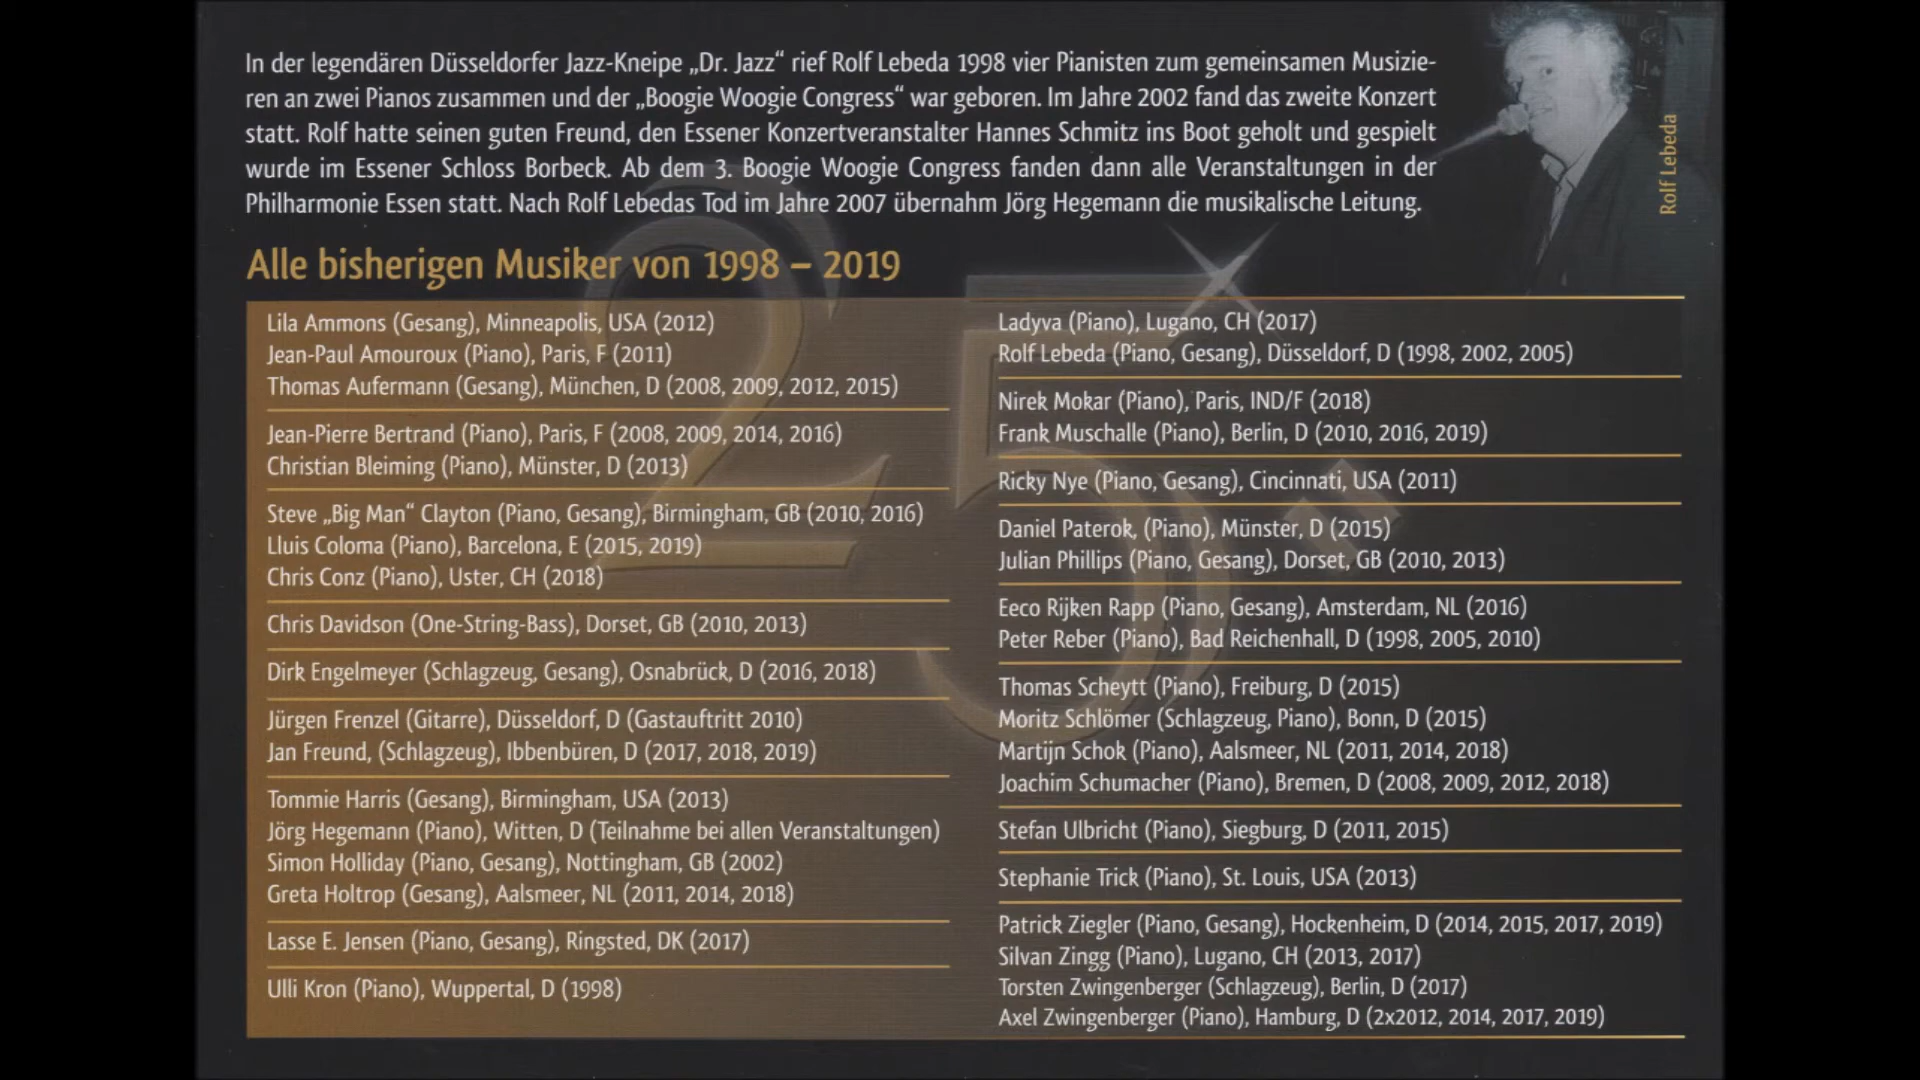 In der legendären Düsseldorfer Jazz-Kneipe „Dr. Jazz“ rief Rolf Lebeda 1998 vier Pianisten zum gemeinsamen Musizie-
ren an zwei Pianos zusammen und der „Boogie Woogie Congress“ war geboren. Im Jahre 2002 fand das zweite Konzert
statt. Rolf hatte seinen guten Freund, den Essener Konzertveranstalter Hannes Schmitz ins Boot geholt und gespielt
wurde im Essener Schloss Borbeck. Ab dem 3. Boogie Woogie Congress fanden dann alle Veranstaltungen in der
Philharmonie Essen statt. Nach Rolf Lebedas Tod im Jahre 2007 übernahm Jörg Hegemann die musikalische Leitung.
Rolf Lebeda
Alle bisherigen Musiker von 1998 – 2019
25
Lila Ammons (Gesang), Minneapolis, USA (2012)
Jean-Paul Amouroux (Piano), Paris, F (2011)
Thomas Aufermann (Gesang), München, D (2008, 2009, 2012, 2015)
Jean-Pierre Bertrand (Piano), Paris, F (2008, 2009, 2014, 2016)
Christian Bleiming (Piano), Münster, D (2013)
Steve „Big Man“ Clayton (Piano, Gesang), Birmingham, GB (2010, 2016)
Lluis Coloma (Piano), Barcelona, E (2015, 2019)
Chris Conz (Piano), Uster, CH (2018)
Chris Davidson (One-String-Bass), Dorset, GB (2010, 2013)
Dirk Engelmeyer (Schlagzeug, Gesang), Osnabrück, D (2016, 2018)
Jürgen Frenzel (Gitarre), Düsseldorf, D (Gastauftritt 2010)
Jan Freund, (Schlagzeug), Ibbenbüren, D (2017, 2018, 2019)
Tommie Harris (Gesang), Birmingham, USA (2013)
Jörg Hegemann (Piano), Witten, D (Teilnahme bei allen Veranstaltungen)
Simon Holliday (Piano, Gesang), Nottingham, GB (2002)
Greta Holtrop (Gesang), Aalsmeer, NL (2011, 2014, 2018)
Lasse E. Jensen (Piano, Gesang), Ringsted, DK (2017)
Ulli Kron (Piano), Wuppertal, D (1998)
Ladyva (Piano), Lugano, CH (2017)
Rolf Lebeda (Piano, Gesang), Düsseldorf, D (1998, 2002, 2005)
Nirek Mokar (Piano), Paris, IND/F (2018)
Frank Muschalle (Piano), Berlin, D (2010, 2016, 2019)
Ricky Nye (Piano, Gesang), Cincinnati, USA (2011)
Daniel Paterok, (Piano), Münster, D (2015)
Julian Phillips (Piano, Gesang), Dorset, GB (2010, 2013)
Eeco Rijken Rapp (Piano, Gesang), Amsterdam, NL (2016)
Peter Reber (Piano), Bad Reichenhall, D (1998, 2005, 2010)
Thomas Scheytt (Piano), Freiburg, D (2015)
Moritz Schlömer (Schlagzeug, Piano), Bonn, D (2015)
Martijn Schok (Piano), Aalsmeer, NL (2011, 2014, 2018)
Joachim Schumacher (Piano), Bremen, D (2008, 2009, 2012, 2018)
Stefan Ulbricht (Piano), Siegburg, D (2011, 2015)
Stephanie Trick (Piano), St. Louis, USA (2013)
Patrick Ziegler (Piano, Gesang), Hockenheim, D (2014, 2015, 2017, 2019)
Silvan Zingg (Piano), Lugano, CH (2013, 2017)
Torsten Zwingenberger (Schlagzeug), Berlin, D (2017)
Axel Zwingenberger (Piano), Hamburg, D (2x2012, 2014, 2017, 2019)